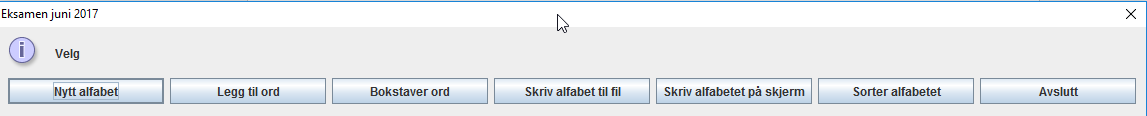 Eksamen juni 2017
Velg
Nytt alfabet Legg til ord Bokstaver ord Skriv alfabet til fil Skriv alfabetet på skjerm Sorter alfabetet Avslutt